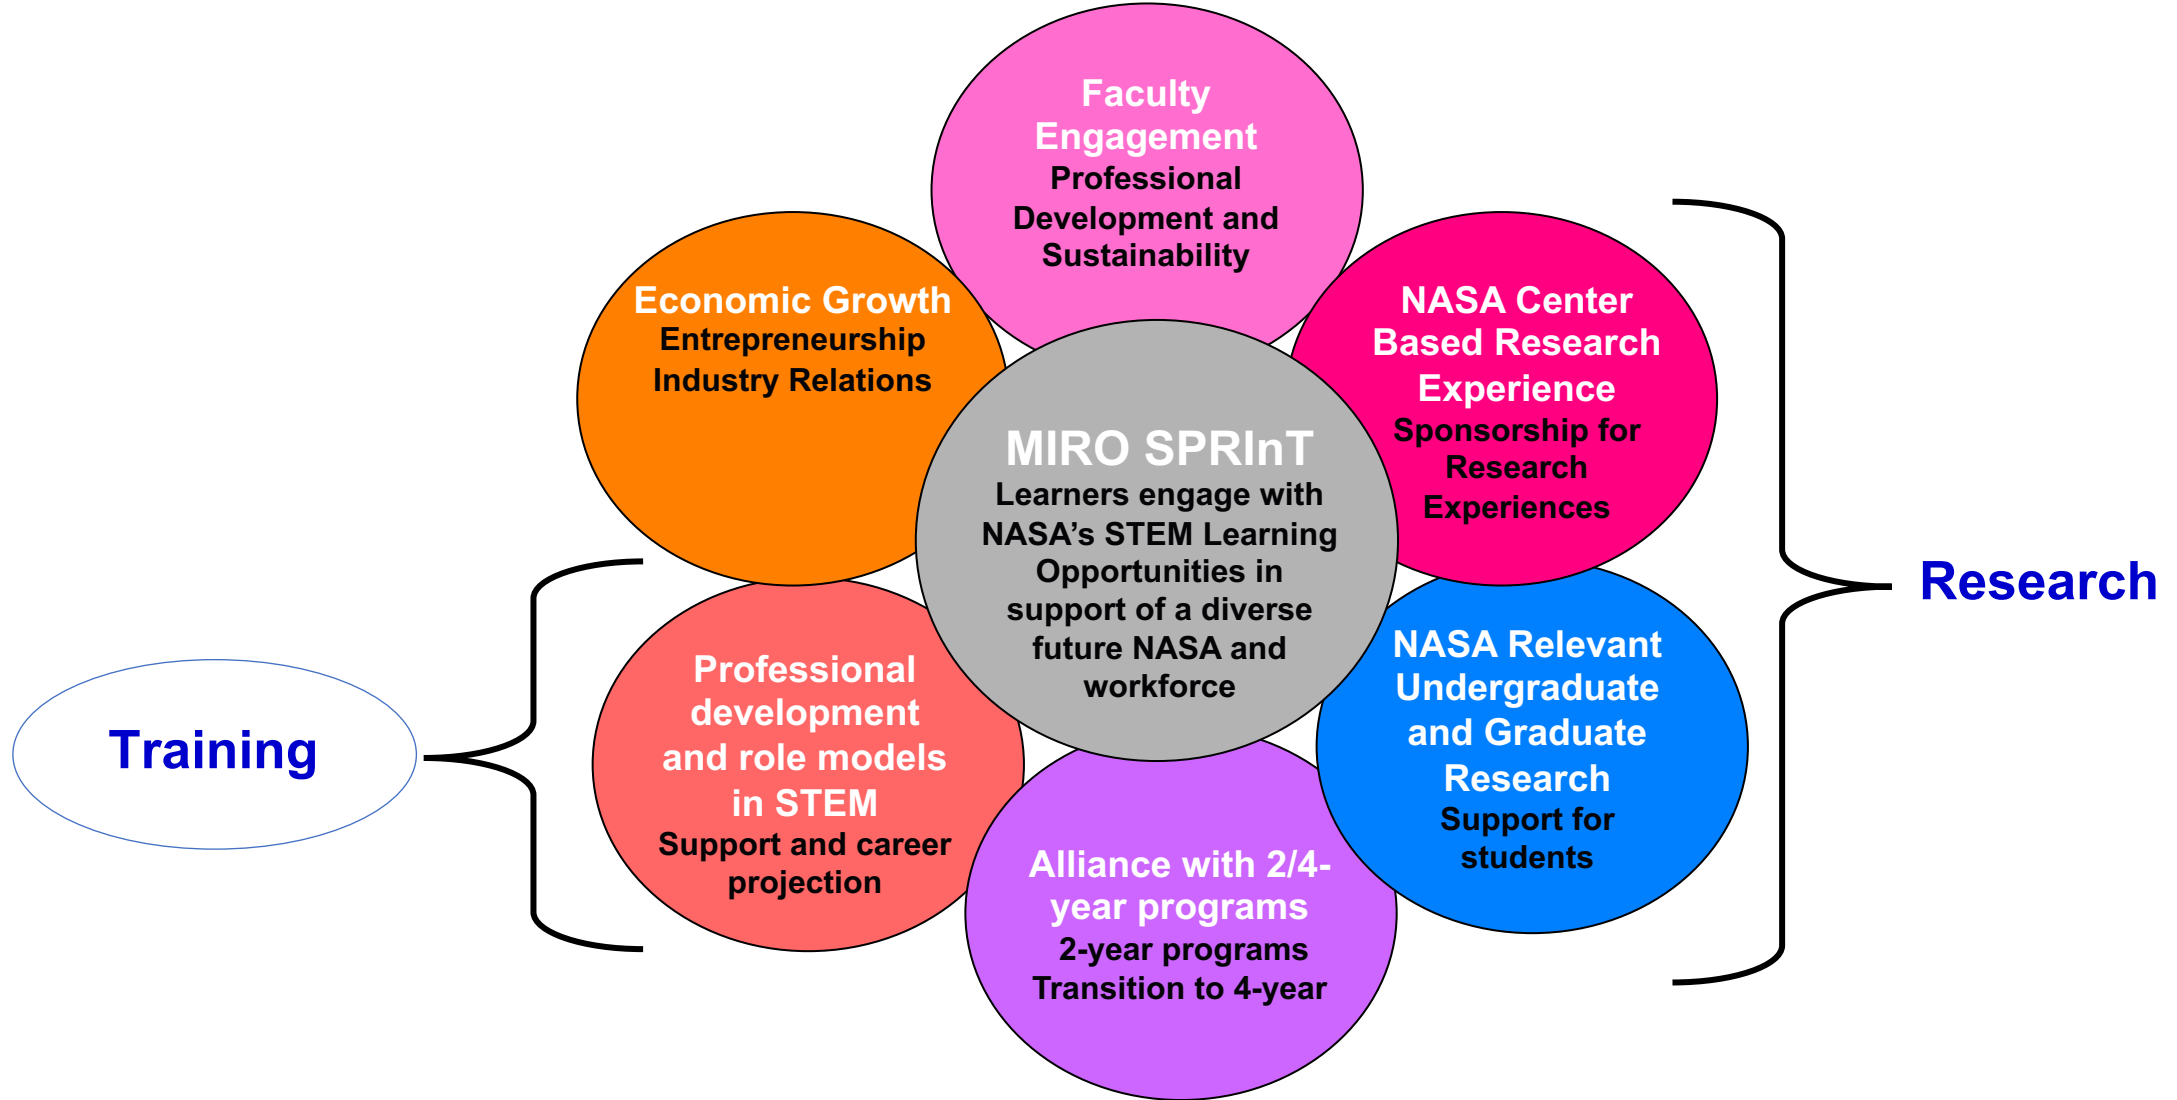 Faculty
Engagement
Professional
Development and
Sustainability
Economic Growth
Entrepreneurship
Industry Relations
NASA Center
Based Research
Experience
Sponsorship for
Research
Experiences
MIRO SPRInT
Learners engage with
NASA’s STEM Learning
Opportunities in
support of a diverse
future NASA and
workforce
Research
Training
Professional
development
and role models
in STEM
Support and career
projection
NASA Relevant
Undergraduate
and Graduate
Research
Support for
students
Alliance with 2/4-
year programs
2-year programs
Transition to 4-year